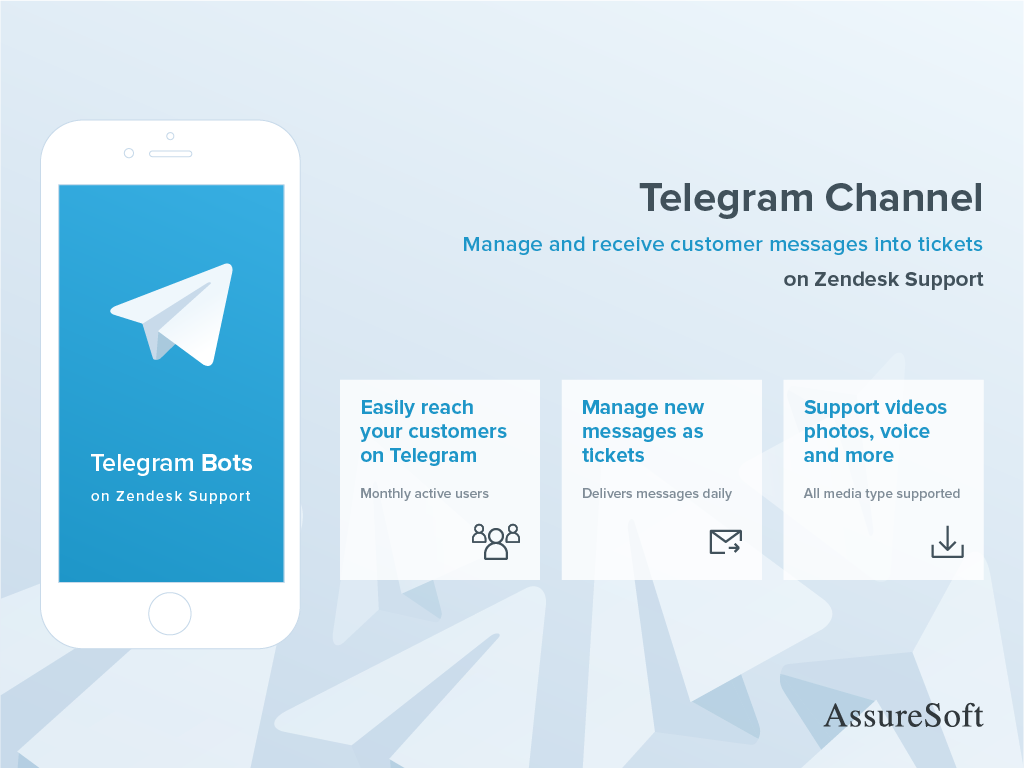 Telegram Channel
Manage and receive customer messages into tickets
on Zendesk Support
Telegram Bots
on Zendesk Support
Easily reach
your customers
on Telegram
Monthly active users
Manage new
messages as
tickets
Delivers messages daily
Support videos
photos, voice
and more
All media type supported
AssureSoft